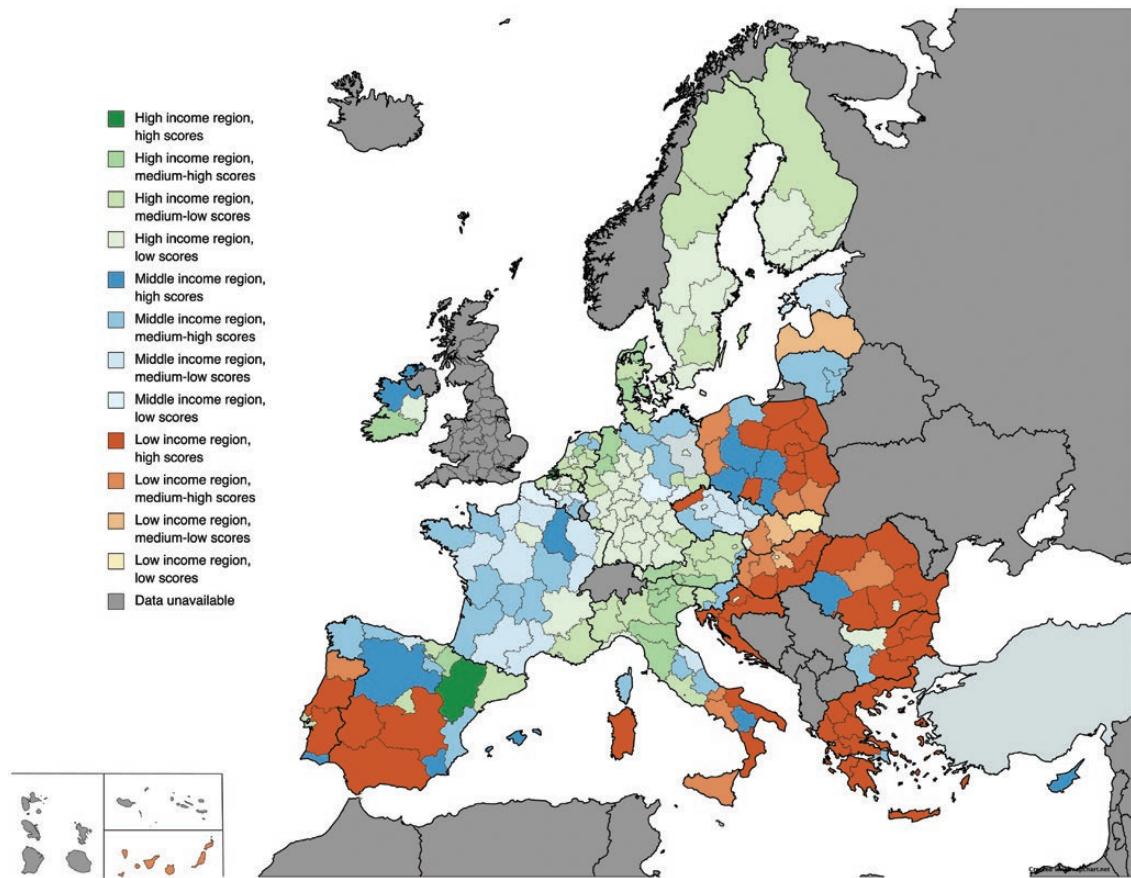 High income region,
high scores
High income region,
medium-high scores
High income region,
medium-low scores
High income region,
low scores
Middle income region,
high scores
Middle income region,
medium-high scores
Middle income region,
medium-low scores
Middle income region,
low scores
Low income region,
high scores
Low income region,
medium-high scores
Low income region,
medium-low scores
Low income region,
low scores
Data unavailable
Created
mapchart.net